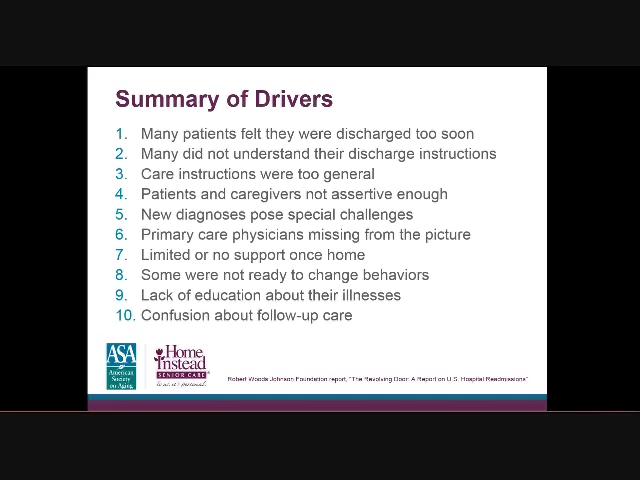 Summary of Drivers
1. Many patients felt they were discharged too soon
2. Many did not understand their discharge instructions
3. Care instructions were too general
4. Patients and caregivers not assertive enough
5. New diagnoses pose special challenges
6. Primary care physicians missing from the picture
7. Limited or no support once home
8. Some were not ready to change behaviors
9. Lack of education about their illnesses
10. Confusion about follow-up care
ASA
American
Society
on Aging
Home
Instead
SENIOR CARE
to us, it's personal.
Robert Woods Johnson Foundation report, "The Revolving Door: A Report on U.S. Hospital Readmissions"